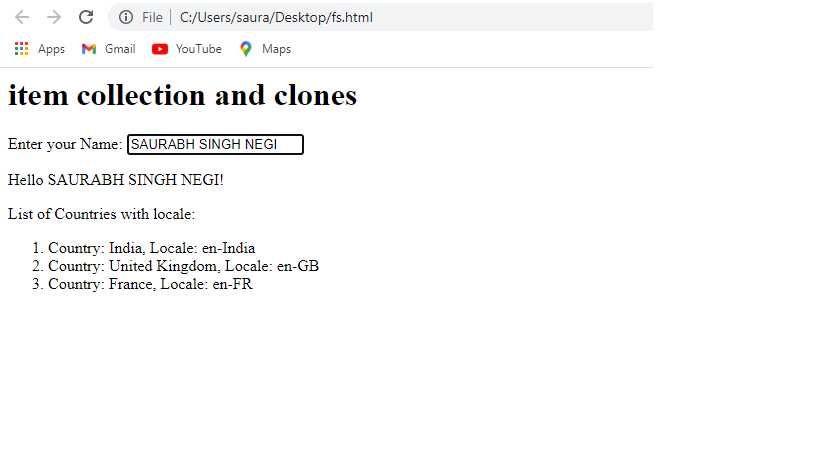 File | C:/Users/saura/Desktop/fs.html
Apps Gmail YouTube Maps
item collection and clones
Enter your Name: SAURABH SINGH NEGI
Hello SAURABH SINGH NEGI!
List of Countries with locale:
1. Country: India, Locale: en-India
2. Country: United Kingdom, Locale: en-GB
3. Country: France, Locale: en-FR